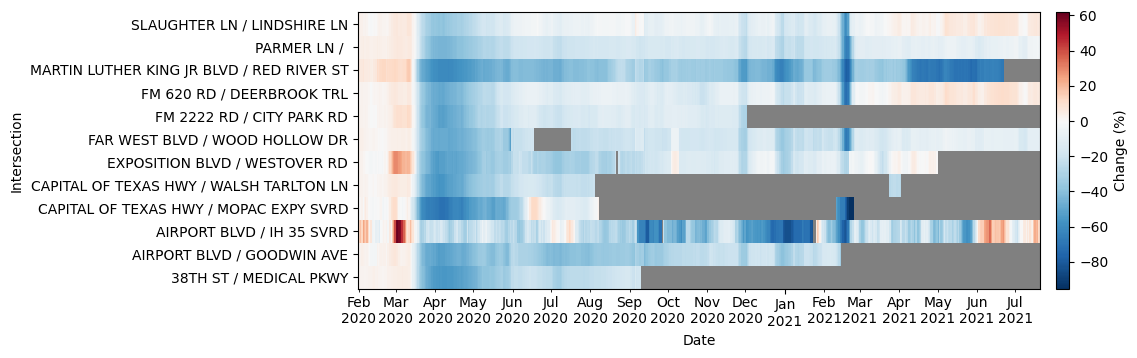 Intersection
SLAUGHTER LN / LINDSHIRE LN
PARMER LN /
MARTIN LUTHER KING JR BLVD / RED RIVER ST
FM 620 RD / DEERBROOK TRL
FM 2222 RD / CITY PARK RD
FAR WEST BLVD / WOOD HOLLOW DR
EXPOSITION BLVD / WESTOVER RD
CAPITAL OF TEXAS HWY / WALSH TARLTON LN
CAPITAL OF TEXAS HWY / MOPAC EXPY SVRD
AIRPORT BLVD / IH 35 SVRD
AIRPORT BLVD / GOODWIN AVE
38TH ST / MEDICAL PKWY
Feb Mar Apr May Jun Jul Aug Sep Oct Nov Dec Jan Feb Mar Apr May Jun Jul
2020 2020 2020 2020 2020 2020 2020 2020 2020 2020 2020 2021 2021 2021 2021 2021 2021 2021
Date
60
40
20
0
−20
−40
−60
−80
Change (%)